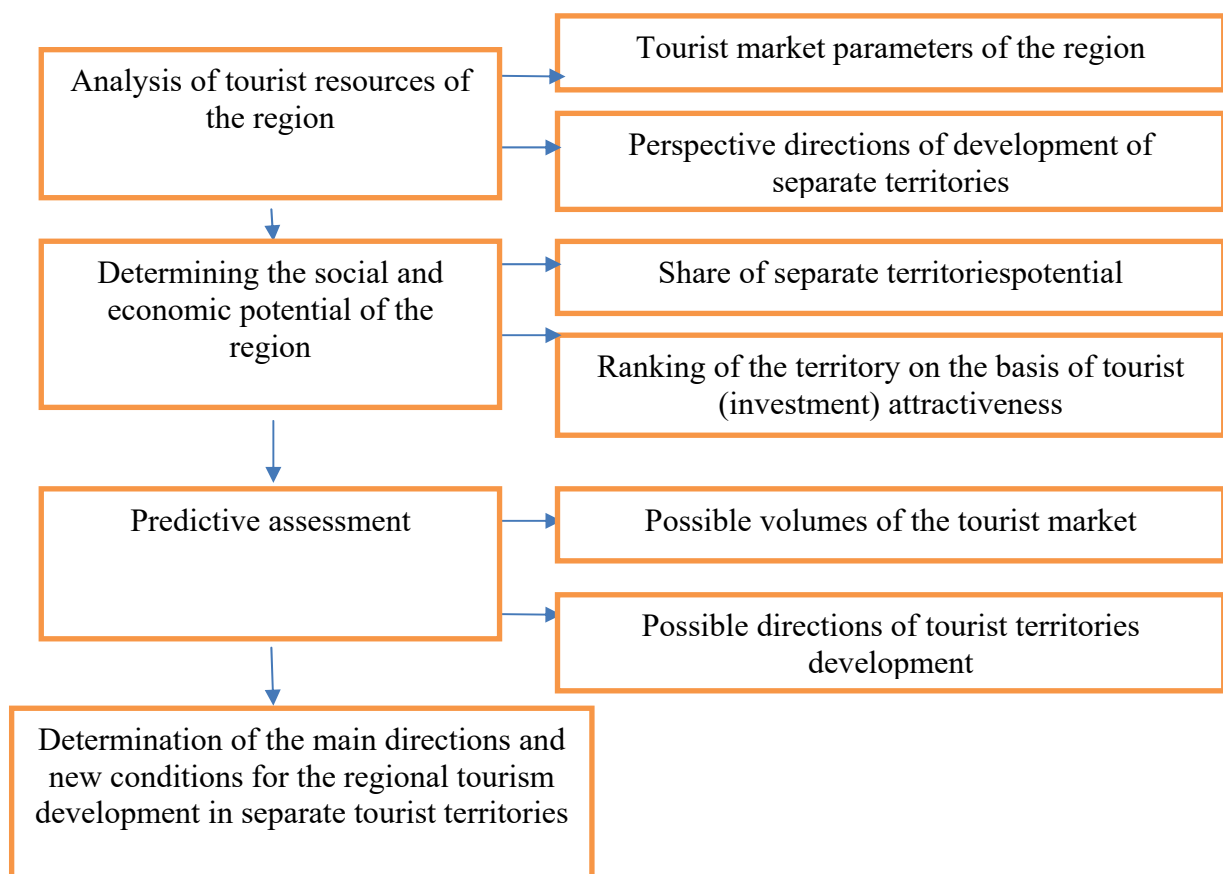 Analysis of tourist resources of
the region
Tourist market parameters of the region
Perspective directions of development of
separate territories
Determining the social and
economic potential of the
region
Share of separate territoriespotential
Ranking of the territory on the basis of tourist
(investment) attractiveness
Predictive assessment
Possible volumes of the tourist market
Possible directions of tourist territories
development
Determination of the main directions and
new conditions for the regional tourism
development in separate tourist territories